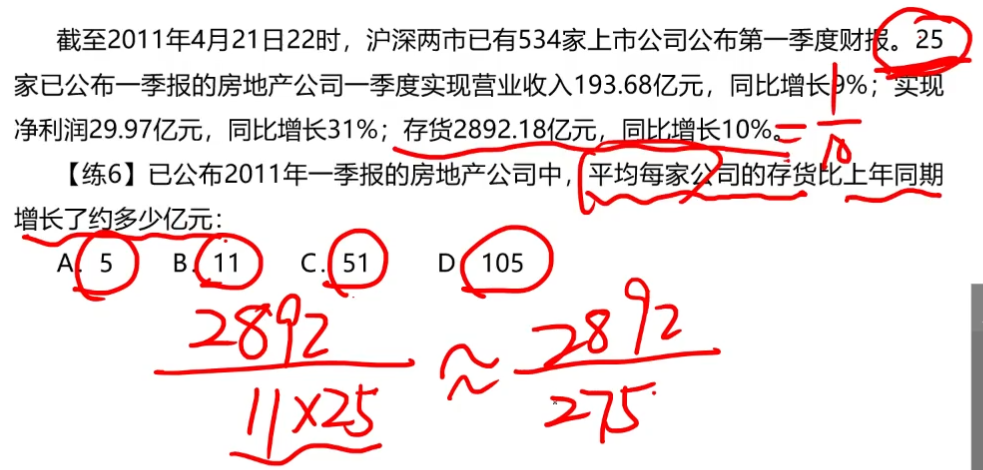 截至2011年4月21日22时，沪深两市已有534家上市公司公布第一季度财报。25
家已公布一季报的房地产公司一季度实现营业收入193.68亿元，同比增长9%；实现
净利润29.97亿元，同比增长31%；存货2892.18亿元，同比增长10%。= 1/10
【练6】已公布2011年一季报的房地产公司中，平均每家公司的存货比上年同期
增长了约多少亿元：
A. 5 B. 11 C. 51 D 105
2892 ≈ 2892
11×25 275